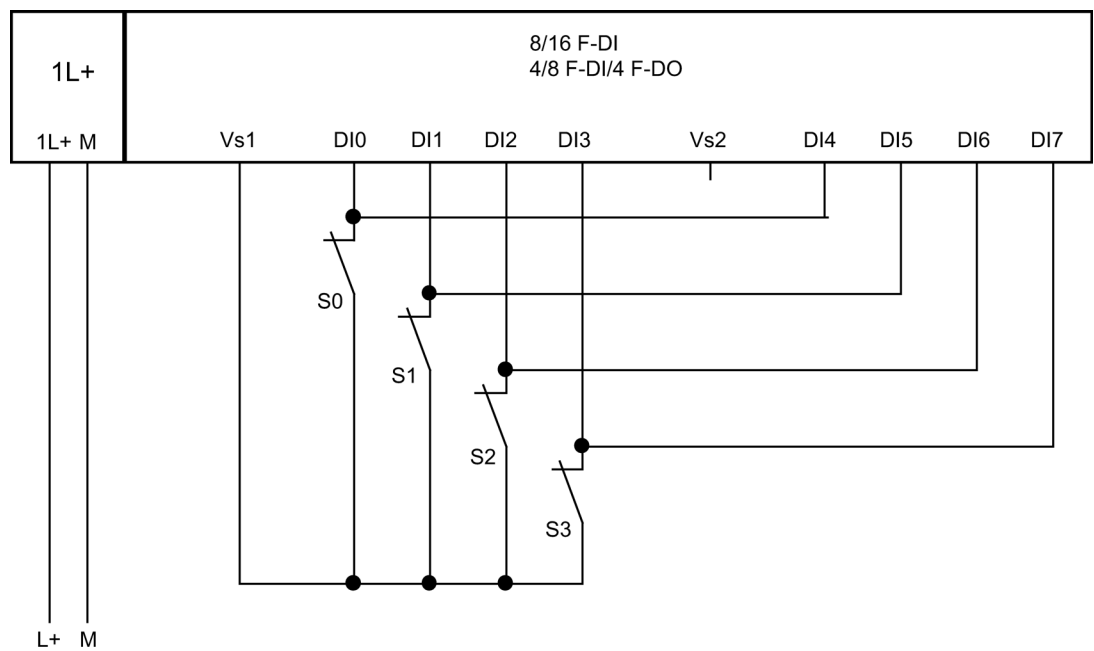 8/16 F-DI
1L+
4/8 F-DI/4 F-DO
1L+ M Vs1 DI0 DI1 DI2 DI3 Vs2 DI4 DI5 DI6 DI7
S0
S1
S2
S3
L+ M